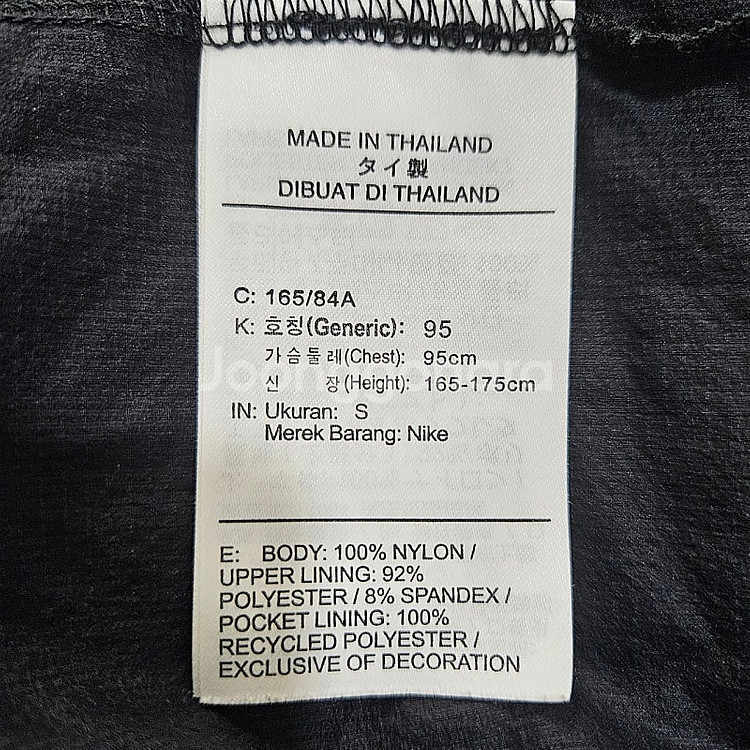 MADE IN THAILAND
タイ製
DIBUAT DI THAILAND
C: 165/84A
K: 호칭(Generic): 95
가슴둘레(Chest): 95cm
신 장(Height): 165-175cm
IN: Ukuran: S
Merek Barang: Nike
E: BODY: 100% NYLON /
UPPER LINING: 92%
POLYESTER / 8% SPANDEX /
POCKET LINING: 100%
RECYCLED POLYESTER /
EXCLUSIVE OF DECORATION
Joonggonara